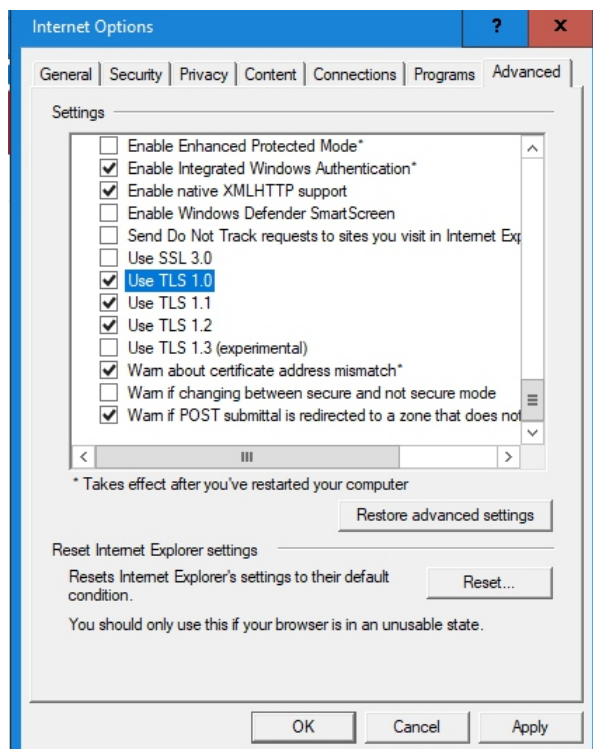 Internet Options
? x
General Security Privacy Content Connections Programs Advanced
Settings
Enable Enhanced Protected Mode*
Enable Integrated Windows Authentication*
Enable native XMLHTTP support
Enable Windows Defender SmartScreen
Send Do Not Track requests to sites you visit in Internet Exp
Use SSL 3.0
Use TLS 1.0
Use TLS 1.1
Use TLS 1.2
Use TLS 1.3 (experimental)
Warn about certificate address mismatch*
Warn if changing between secure and not secure mode
Warn if POST submittal is redirected to a zone that does not
* Takes effect after you've restarted your computer
Restore advanced settings
Reset Internet Explorer settings
Resets Internet Explorer's settings to their default
condition.
Reset...
You should only use this if your browser is in an unusable state.
OK Cancel Apply